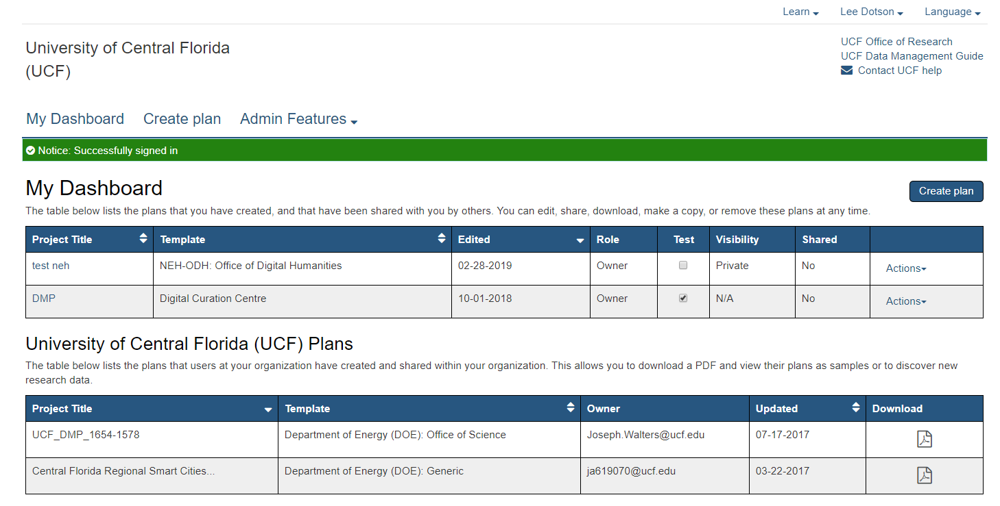 Learn Lee Dotson Language
University of Central Florida
(UCF)
UCF Office of Research
UCF Data Management Guide
Contact UCF help
My Dashboard Create plan Admin Features
Notice: Successfully signed in
My Dashboard
Create plan
The table below lists the plans that you have created, and that have been shared with you by others. You can edit, share, download, make a copy, or remove these plans at any time.
Project Title Template Edited Role Test Visibility Shared
test neh NEH-ODH: Office of Digital Humanities 02-28-2019 Owner Private No Actions
DMP Digital Curation Centre 10-01-2018 Owner N/A No Actions
University of Central Florida (UCF) Plans
The table below lists the plans that users at your organization have created and shared within your organization. This allows you to download a PDF and view their plans as samples or to discover new
research data.
Project Title Template Owner Updated Download
UCF_DMP_1654-1578 Department of Energy (DOE): Office of Science Joseph.Walters@ucf.edu 07-17-2017
Central Florida Regional Smart Cities... Department of Energy (DOE): Generic ja619070@ucf.edu 03-22-2017